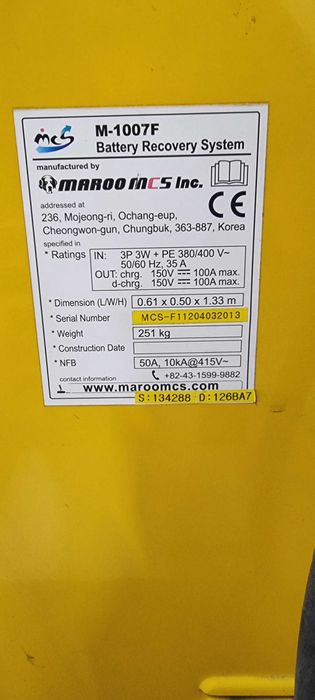 mcs M-1007F
Battery Recovery System
manufactured by
MAROOMCS Inc.
addressed at
236, Mojeong-ri, Ochang-eup,
Cheongwon-gun, Chungbuk, 363-887, Korea
CE
specified in
* Ratings IN: 3P 3W + PE 380/400 V~
50/60 Hz, 35 A
OUT: chrg. 150V 100A max.
d-chrg. 150V 100A max.
* Dimension (L/W/H) 0.61 x 0.50 x 1.33 m
* Serial Number MCS-F11204032013
* Weight 251 kg
* Construction Date
* NFB 50A, 10kA@415V~
contact information +82-43-1599-9882
www.maroomcs.com
S:134288 D:126BA7